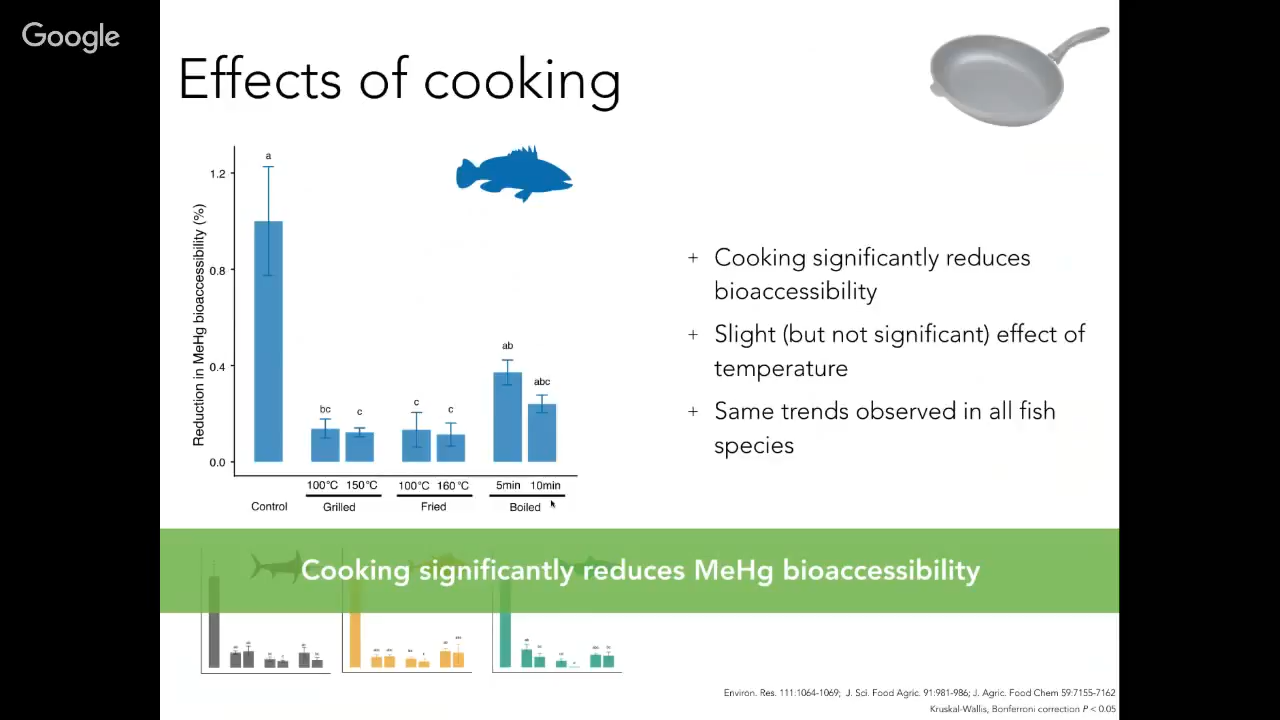 Google
Effects of cooking
Reduction in MeHg bioaccessibility (%)
1.2
0.8
0.4
0.0
a
bc
c
c
c
ab
abc
100°C 150°C 100°C 160°C 5min 10min
Control Grilled Fried Boiled
+ Cooking significantly reduces
bioaccessibility
+ Slight (but not significant) effect of
temperature
+ Same trends observed in all fish
species
Cooking significantly reduces MeHg bioaccessibility
Environ. Res. 111:1064-1069; J. Sci. Food Agric. 91:981-986; J. Agric. Food Chem 59:7155-7162
Kruskal-Wallis, Bonferroni correction P < 0.05